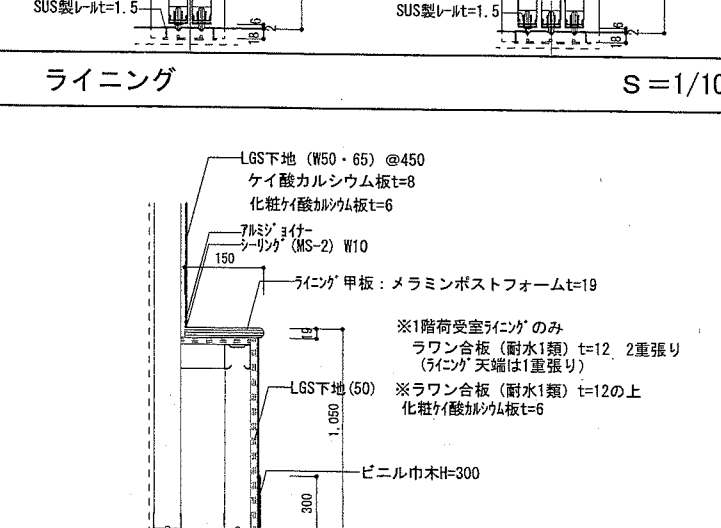 SUS製レールt=1.5
6
2
18
SUS製レールt=1.5
6
2
18
ライニング
S=1/10
LGS下地 (W50・65) @450
ケイ酸カルシウム板t=8
化粧ケイ酸カルシウム板t=6
アルミジョイナー
シーリング(MS-2) W10
150
ライニング甲板：メラミンポストフォームt=19
19
※1階荷受室ライニングのみ
ラワン合板 (耐水1類) t=12 2重張り
(ライニング天端は1重張り)
LGS下地(50)
※ラワン合板 (耐水1類) t=12の上
化粧ケイ酸カルシウム板t=6
1,050
ビニル巾木H=300
300